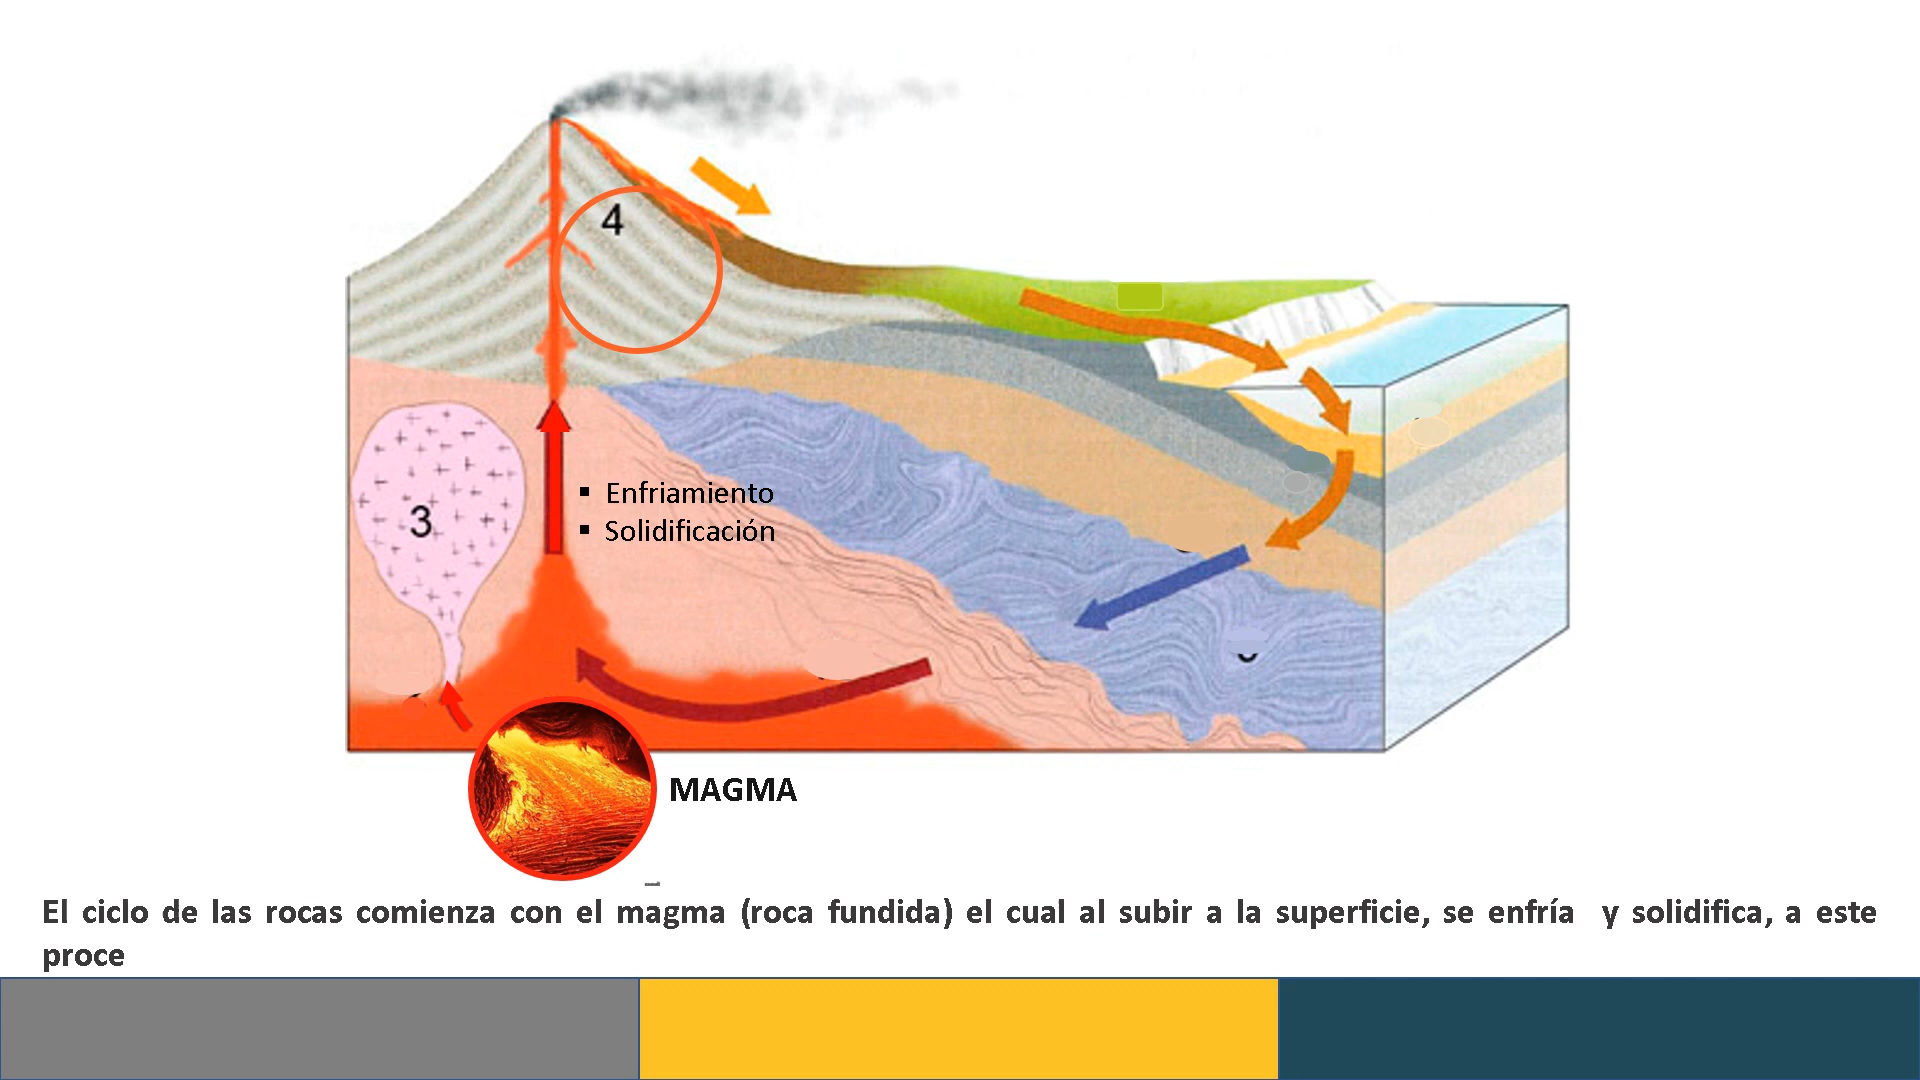 4
3
▪ Enfriamiento
▪ Solidificación
MAGMA
El ciclo de las rocas comienza con el magma (roca fundida) el cual al subir a la superficie, se enfría y solidifica, a este
proce